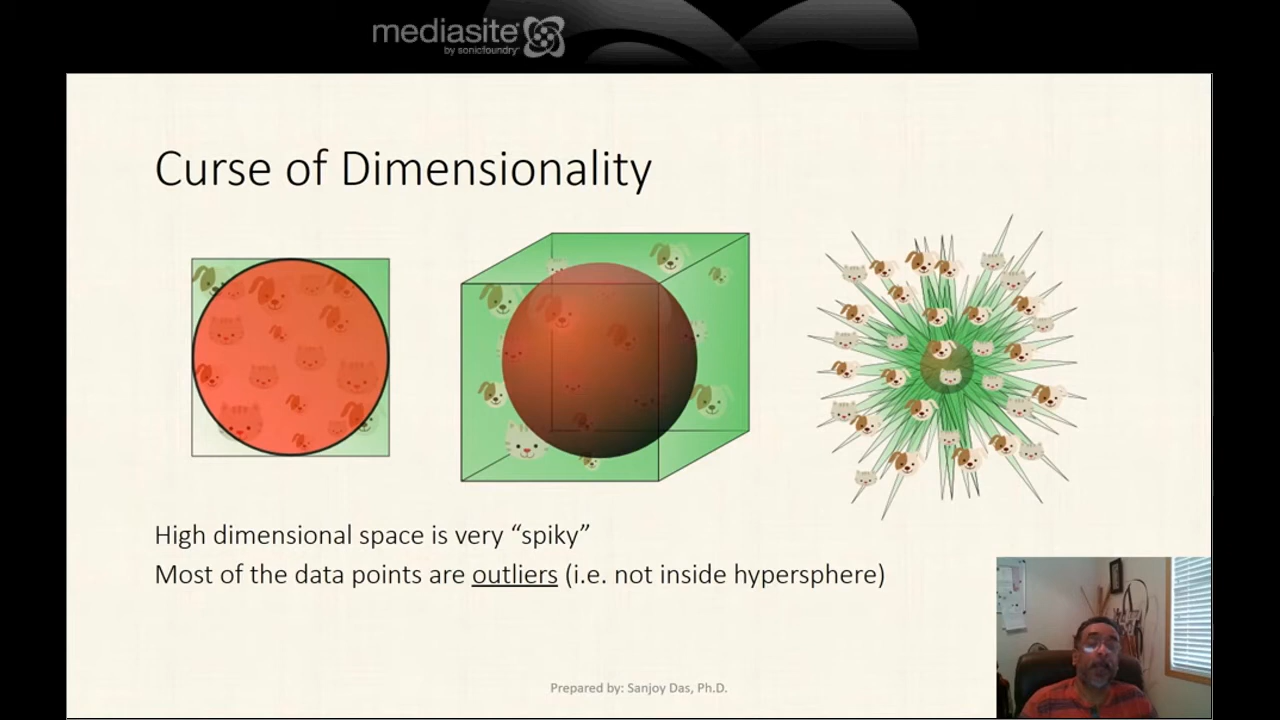 mediasite
by sonicfoundry
Curse of Dimensionality
High dimensional space is very “spiky”
Most of the data points are outliers (i.e. not inside hypersphere)
Prepared by: Sanjoy Das, Ph.D.